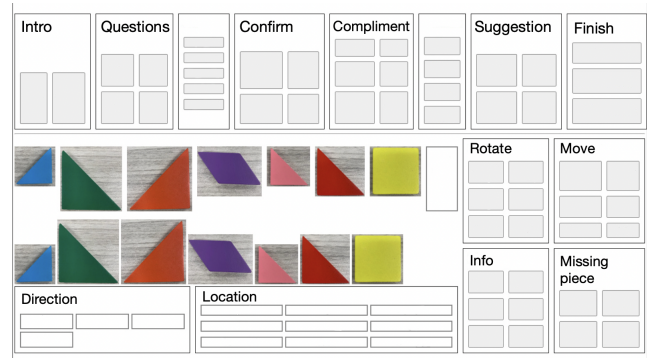 Intro
Questions
Confirm
Compliment
Suggestion
Finish
Rotate
Move
Info
Missing
piece
Direction
Location